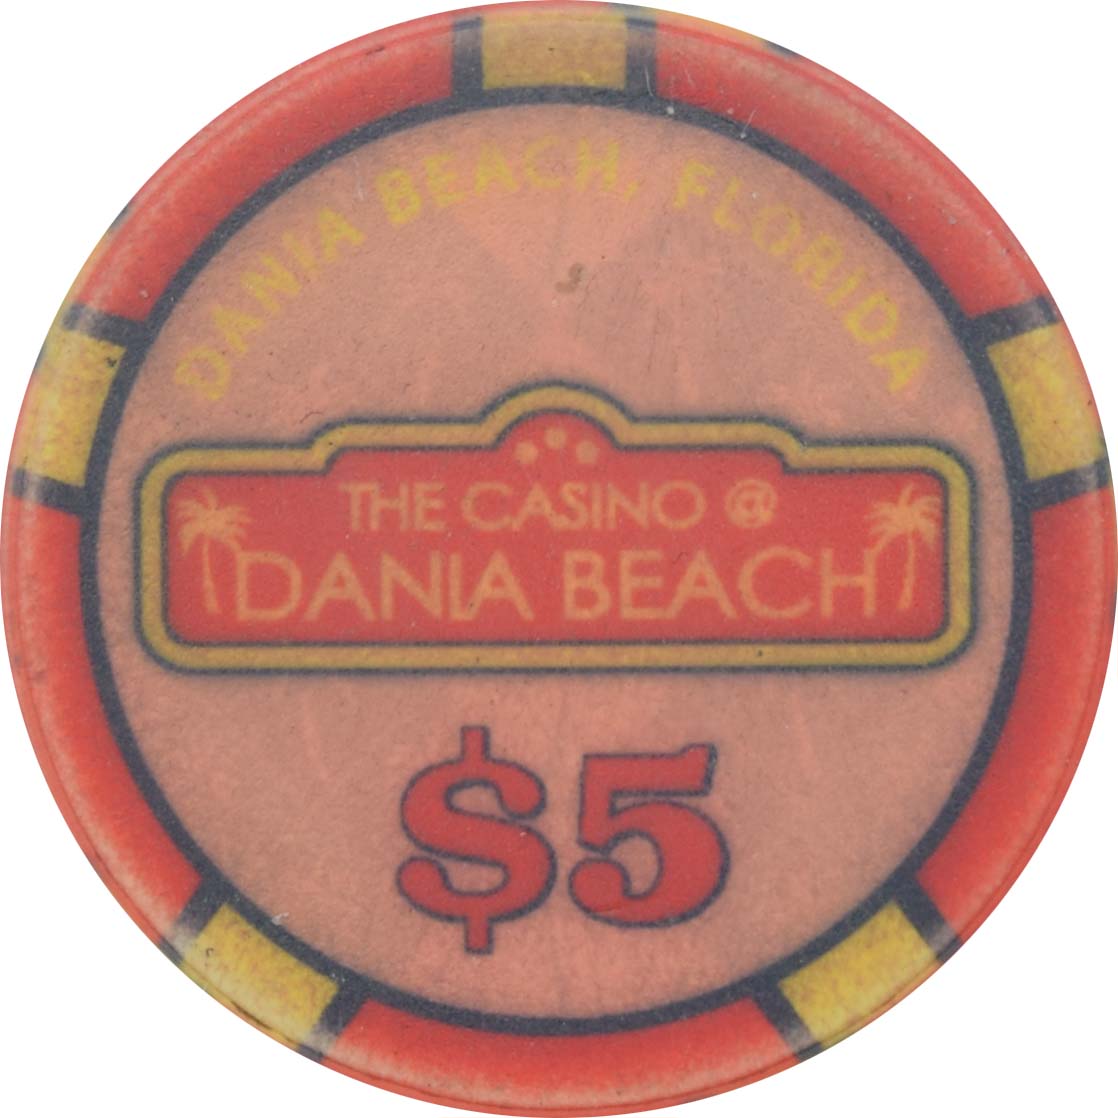 DANIA BEACH, FLORIDA
THE CASINO @
DANIA BEACH
$5